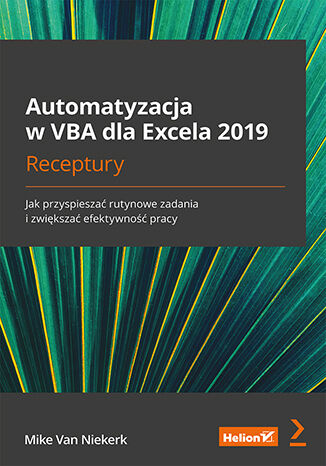 Automatyzacja
w VBA dla Excela 2019
Receptury
Jak przyspieszać rutynowe zadania
i zwiększać efektywność pracy
Mike Van Niekerk
Helion